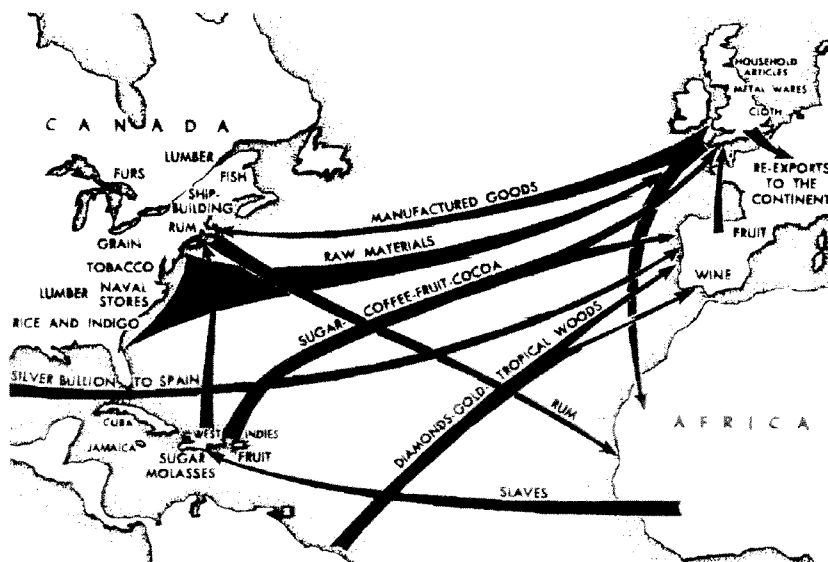 HOUSEHOLD
ARTICLES
METAL WARES
CLOTH
CANADA
LUMBER
FISH
FURS
SHIP-
BUILDING
RE-EXPORTS
TO THE
CONTINENT
MANUFACTURED GOODS
RUM
GRAIN
FRUIT
RAW MATERIALS
TOBACCO
WINE
NAVAL
STORES
LUMBER
SUGAR-COFFEE-FRUIT-COCOA
RICE AND INDIGO
SILVER BULLION TO SPAIN
DIAMONDS-GOLD-TROPICAL WOODS
RUM
AFRICA
CUBA
WEST INDIES
JAMAICA
SUGAR
MOLASSES
FRUIT
SLAVES